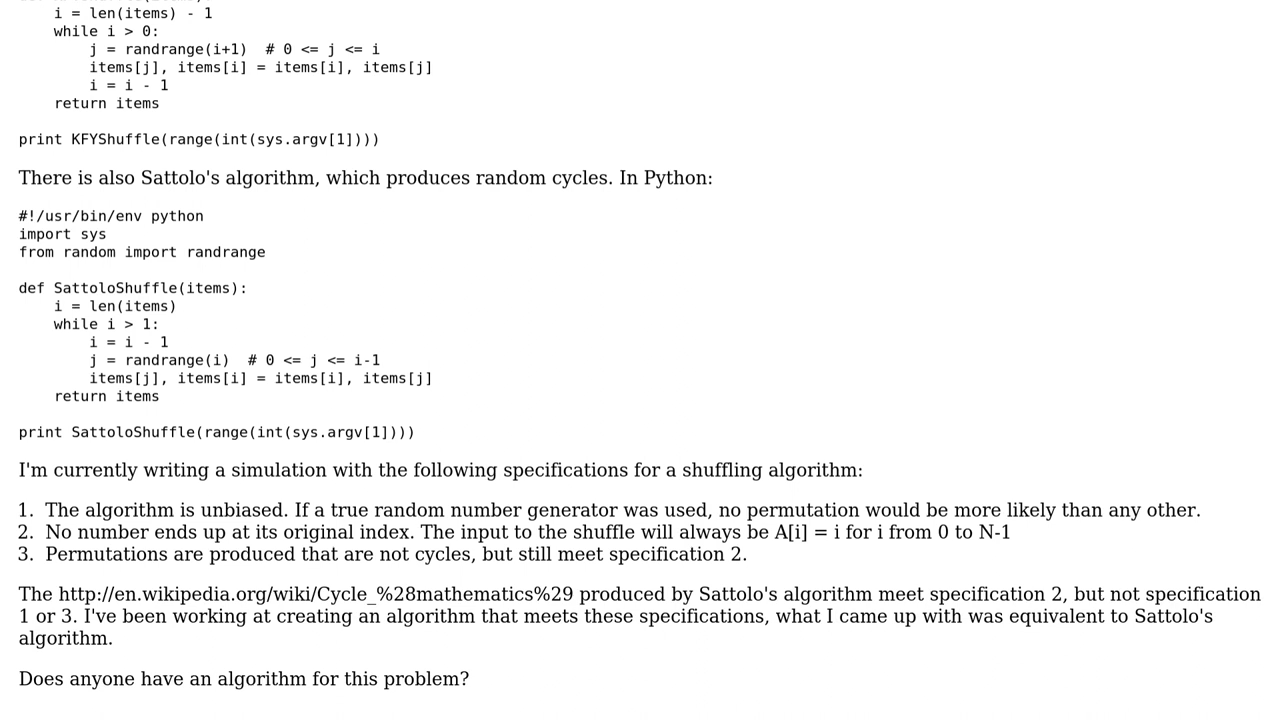 i = len(items) - 1
while i > 0:
j = randrange(i+1)  # 0 <= j <= i
items[j], items[i] = items[i], items[j]
i = i - 1
return items
print KFYShuffle(range(int(sys.argv[1])))
There is also Sattolo's algorithm, which produces random cycles. In Python:
#!/usr/bin/env python
import sys
from random import randrange
def SattoloShuffle(items):
i = len(items)
while i > 1:
i = i - 1
j = randrange(i)  # 0 <= j <= i-1
items[j], items[i] = items[i], items[j]
return items
print SattoloShuffle(range(int(sys.argv[1])))
I'm currently writing a simulation with the following specifications for a shuffling algorithm:
1. The algorithm is unbiased. If a true random number generator was used, no permutation would be more likely than any other.
2. No number ends up at its original index. The input to the shuffle will always be A[i] = i for i from 0 to N-1
3. Permutations are produced that are not cycles, but still meet specification 2.
The http://en.wikipedia.org/wiki/Cycle_%28mathematics%29 produced by Sattolo's algorithm meet specification 2, but not specification
1 or 3. I've been working at creating an algorithm that meets these specifications, what I came up with was equivalent to Sattolo's
algorithm.
Does anyone have an algorithm for this problem?